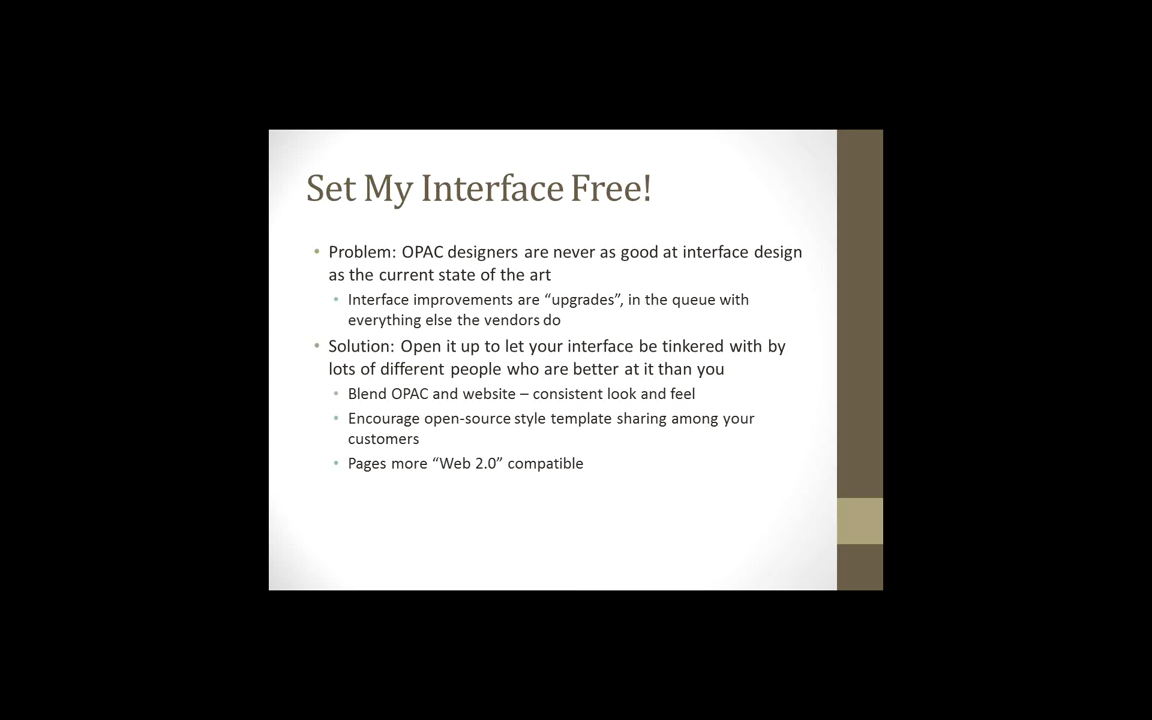 Set My Interface Free!
• Problem: OPAC designers are never as good at interface design
as the current state of the art
• Interface improvements are “upgrades”, in the queue with
everything else the vendors do
• Solution: Open it up to let your interface be tinkered with by
lots of different people who are better at it than you
• Blend OPAC and website – consistent look and feel
• Encourage open-source style template sharing among your
customers
• Pages more “Web 2.0” compatible